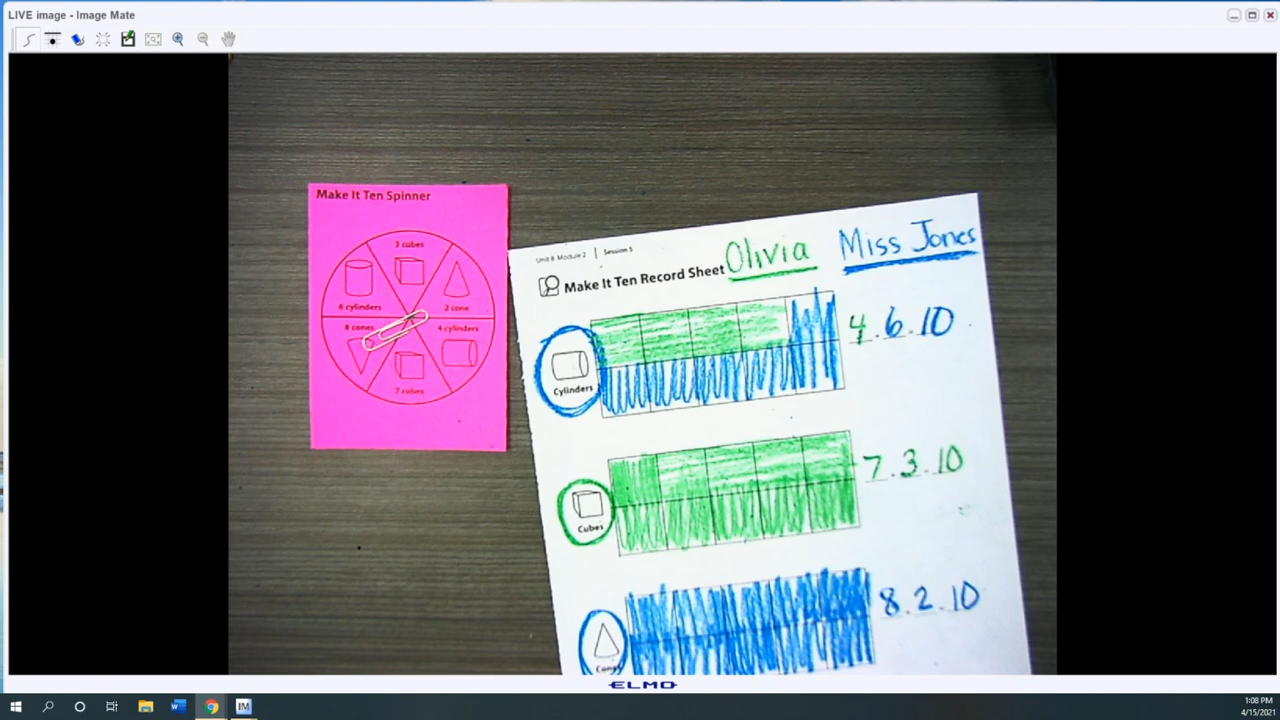 LIVE image - Image Mate
Make It Ten Spinner
3 cubes
6 cylinders
2 cone
8 cones
4 cylinders
7 cubes
Unit 8 Module 2 | Session 5
Olivia Miss Jones
Make It Ten Record Sheet
Cylinders
4. 6. 10
Cubes
7. 3. 10
Cones
8. 2. 10
ELMO
W
IM
1:08 PM
4/15/2021